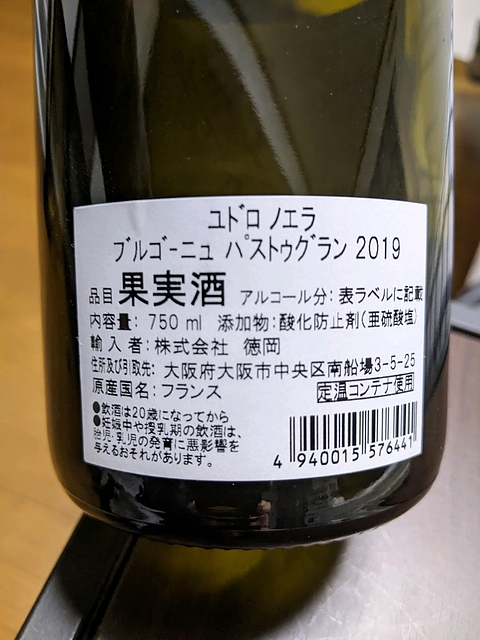 ユドロ ノエラ
ブルゴーニュ パストゥグラン 2019
品目 果実酒 アルコール分: 表ラベルに記載
内容量: 750 ml 添加物: 酸化防止剤(亜硫酸塩)
輸入者: 株式会社 徳岡
住所及び引取先: 大阪府大阪市中央区南船場3-5-25
原産国名: フランス 定温コンテナ使用
●飲酒は20歳になってから
●妊娠中や授乳期の飲酒は、
胎児・乳児の発育に悪影響を
与えるおそれがあります。
4 940015 576441